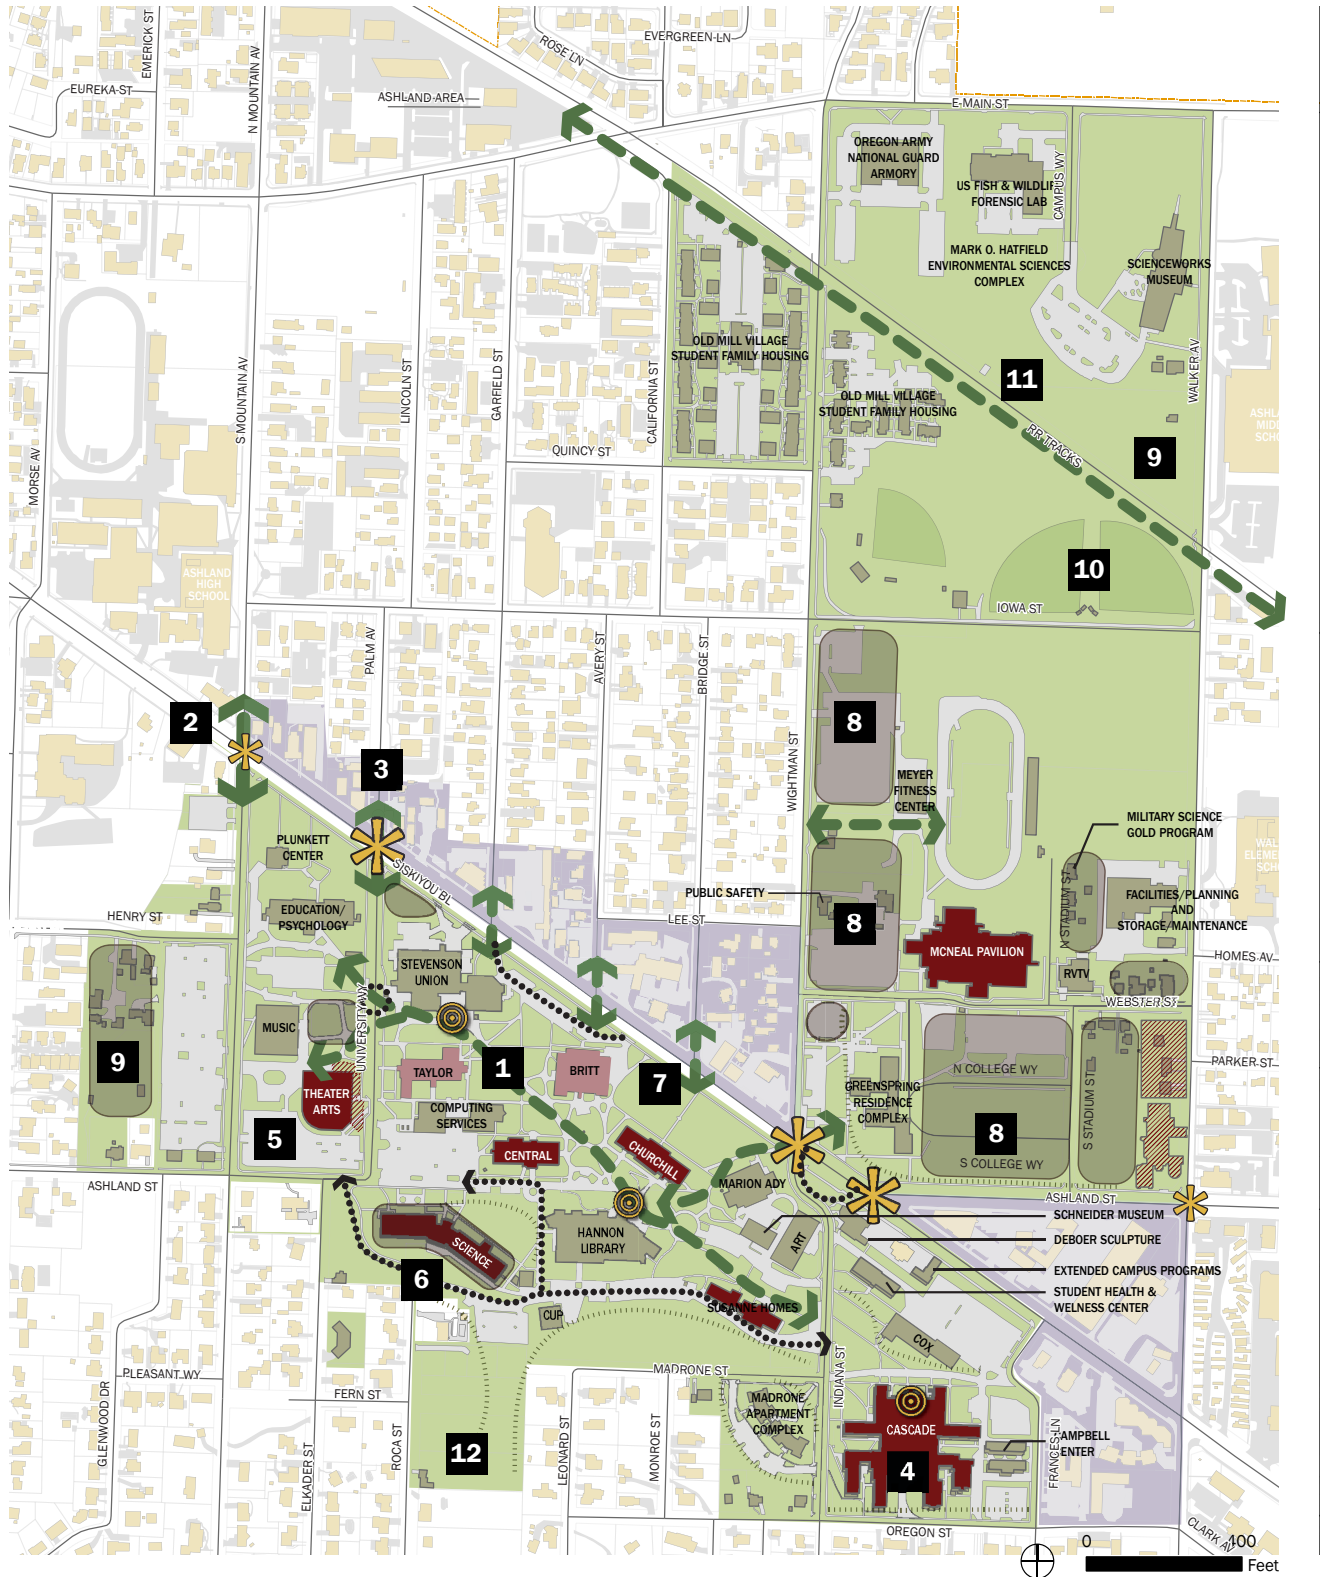 EMERICK ST
ROSE LN
EVERGREEN LN
EUREKA ST
N MOUNTAIN AV
ASHLAND AREA
E MAIN ST
OREGON ARMY
NATIONAL GUARD
ARMORY
US FISH & WILDLIF
FORENSIC LAB
CAMPUS WY
MARK O. HATFIELD
ENVIRONMENTAL SCIENCES
COMPLEX
SCIENCEWORKS
MUSEUM
OLD MILL VILLAGE
STUDENT FAMILY HOUSING
OLD MILL VILLAGE
STUDENT FAMILY HOUSING
11
WALKER AV
S MOUNTAIN AV
LINCOLN ST
GARFIELD ST
CALIFORNIA ST
ASHLA
MIDD
SCHO
MORSE AV
QUINCY ST
RR TRACKS
9
10
ASHLAND
HIGH
SCHOOL
IOWA ST
PALM AV
AVERY ST
BRIDGE ST
2
8
3
WIGHTMAN ST
MEYER
FITNESS
CENTER
MILITARY SCIENCE
GOLD PROGRAM
PLUNKETT
CENTER
SISKIYOU BL
WAL
ELEME
SCH
PUBLIC SAFETY
N STADIUM ST
FACILITIES/PLANNING
AND
STORAGE/MAINTENANCE
HENRY ST
EDUCATION/
PSYCHOLOGY
LEE ST
8
MCNEAL PAVILION
HOMES AV
STEVENSON
UNION
RVTV
WEBSTER ST
MUSIC
UNIVERSITY WY
9
1
TAYLOR
BRITT
7
N COLLEGE WY
PARKER ST
THEATER
ARTS
COMPUTING
SERVICES
GREENSPRING
RESIDENCE
COMPLEX
S STADIUM ST
5
8
CENTRAL
CHURCHILL
S COLLEGE WY
ASHLAND ST
MARION ADY
ASHLAND ST
SCHNEIDER MUSEUM
HANNON
LIBRARY
ART
DEBOER SCULPTURE
SCIENCE
EXTENDED CAMPUS PROGRAMS
6
STUDENT HEALTH &
WELNESS CENTER
SUSANNE HOMES
CUP
COX
PLEASANT WY
MADRONE ST
INDIANA ST
FERN ST
MADRONE
APARTMENT
COMPLEX
GLENWOOD DR
ROCA ST
LEONARD ST
MONROE ST
CASCADE
FRANCES LN
AMPBELL
ENTER
12
4
ELKADER ST
OREGON ST
CLARK AV
0 400
Feet